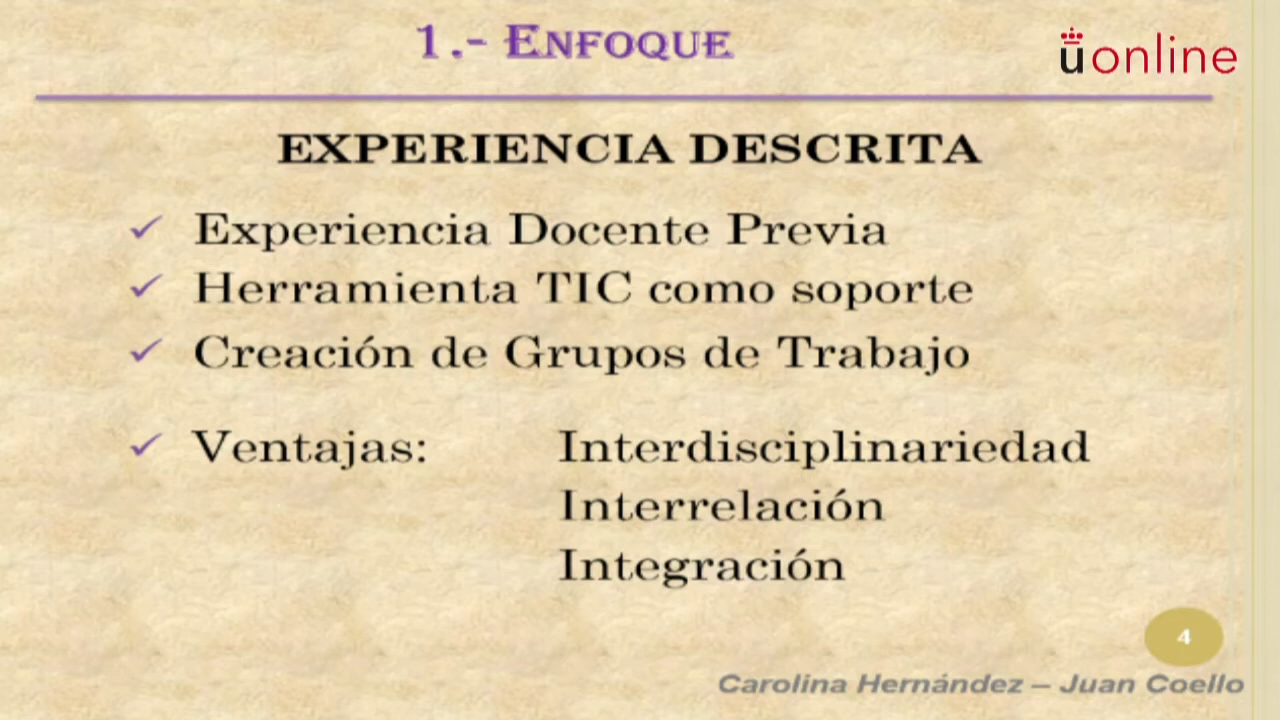 1.- ENFOQUE
üonline
EXPERIENCIA DESCRITA
✓ Experiencia Docente Previa
✓ Herramienta TIC como soporte
✓ Creación de Grupos de Trabajo
✓ Ventajas: Interdisciplinariedad
Interrelación
Integración
4
Carolina Hernández – Juan Coello